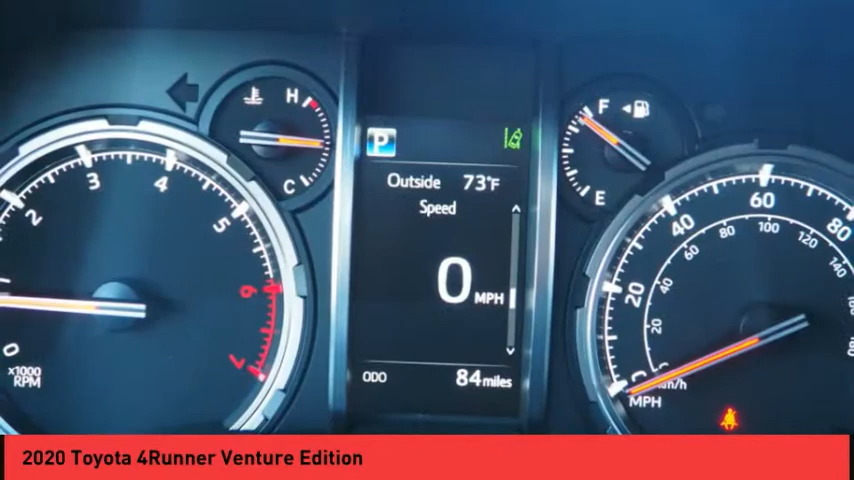 H
C
2
3
4
5
6
7
0
x1000
RPM
P
Outside 73°F
Speed
0 MPH
ODO 84 miles
F
E
20
40
60
80
20
40
60
80
100
120
140
km/h
MPH
2020 Toyota 4Runner Venture Edition